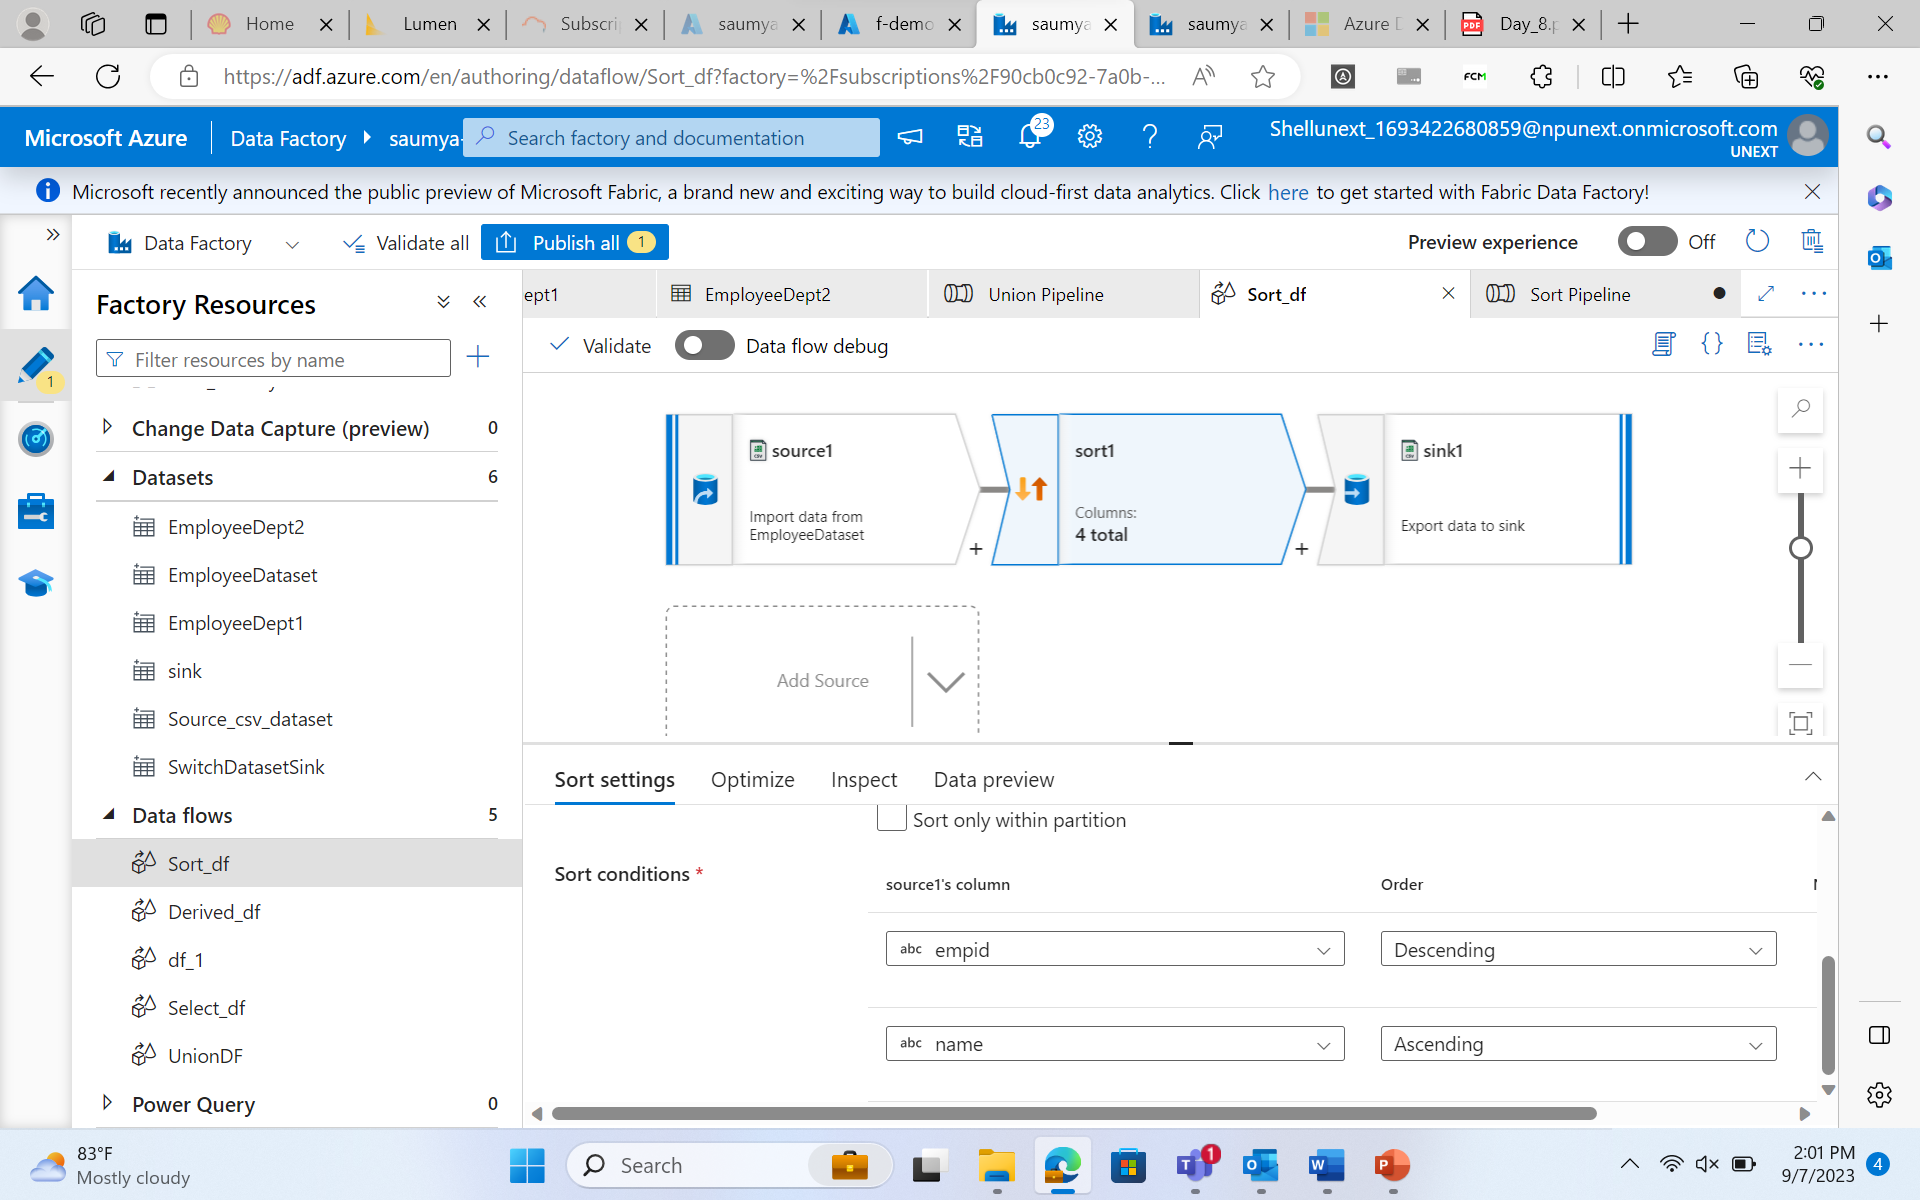 Home
Lumen
Subscri
saumya
f-demo
saumya
saumya
Azure D
Day_8.p
https://adf.azure.com/en/authoring/dataflow/Sort_df?factory=%2Fsubscriptions%2F90cb0c92-7a0b-...
FCM
Microsoft Azure
Data Factory
saumya-
Search factory and documentation
23
Shellunext_1693422680859@npunext.onmicrosoft.com
UNEXT
Microsoft recently announced the public preview of Microsoft Fabric, a brand new and exciting way to build cloud-first data analytics. Click here to get started with Fabric Data Factory!
Data Factory
Validate all
Publish all 1
Preview experience
Off
Factory Resources
ept1
EmployeeDept2
Union Pipeline
Sort_df
Sort Pipeline
Filter resources by name
Validate
Data flow debug
1
Change Data Capture (preview) 0
Datasets 6
EmployeeDept2
EmployeeDataset
EmployeeDept1
sink
Source_csv_dataset
SwitchDatasetSink
Data flows 5
Sort_df
Derived_df
df_1
Select_df
UnionDF
Power Query 0
source1
Import data from
EmployeeDataset
sort1
Columns:
4 total
sink1
Export data to sink
Add Source
Sort settings
Optimize
Inspect
Data preview
Sort only within partition
Sort conditions *
source1's column
Order
abc empid
Descending
abc name
Ascending
83°F
Mostly cloudy
Search
1
2:01 PM
9/7/2023
4